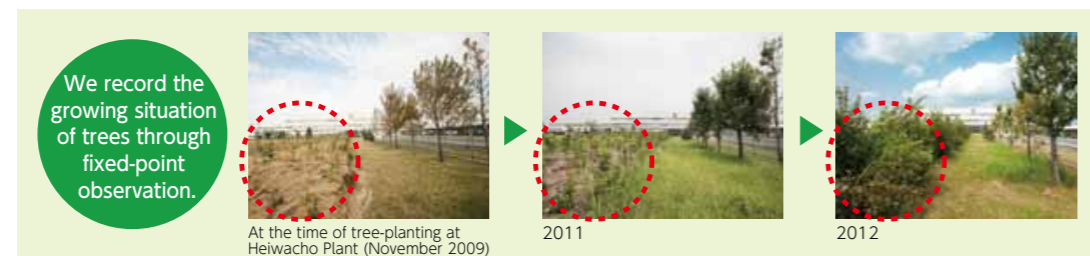 We record the
growing situation
of trees through
fixed-point
observation.
At the time of tree-planting at
Heiwacho Plant (November 2009)
2011
2012